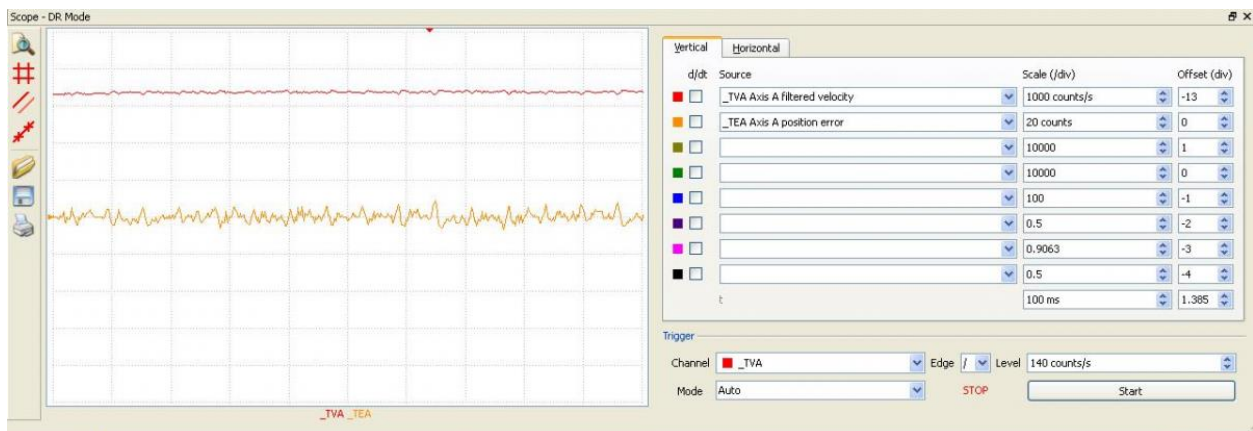 Scope - DR Mode
Vertical Horizontal
d/dt Source Scale (/div) Offset (div)
_TVA Axis A filtered velocity 1000 counts/s -13
_TEA Axis A position error 20 counts 0
10000 1
10000 0
100 -1
0.5 -2
0.9063 -3
0.5 -4
t 100 ms 1.385
Trigger
Channel _TVA Edge / Level 140 counts/s
Mode Auto STOP Start
_TVA _TEA